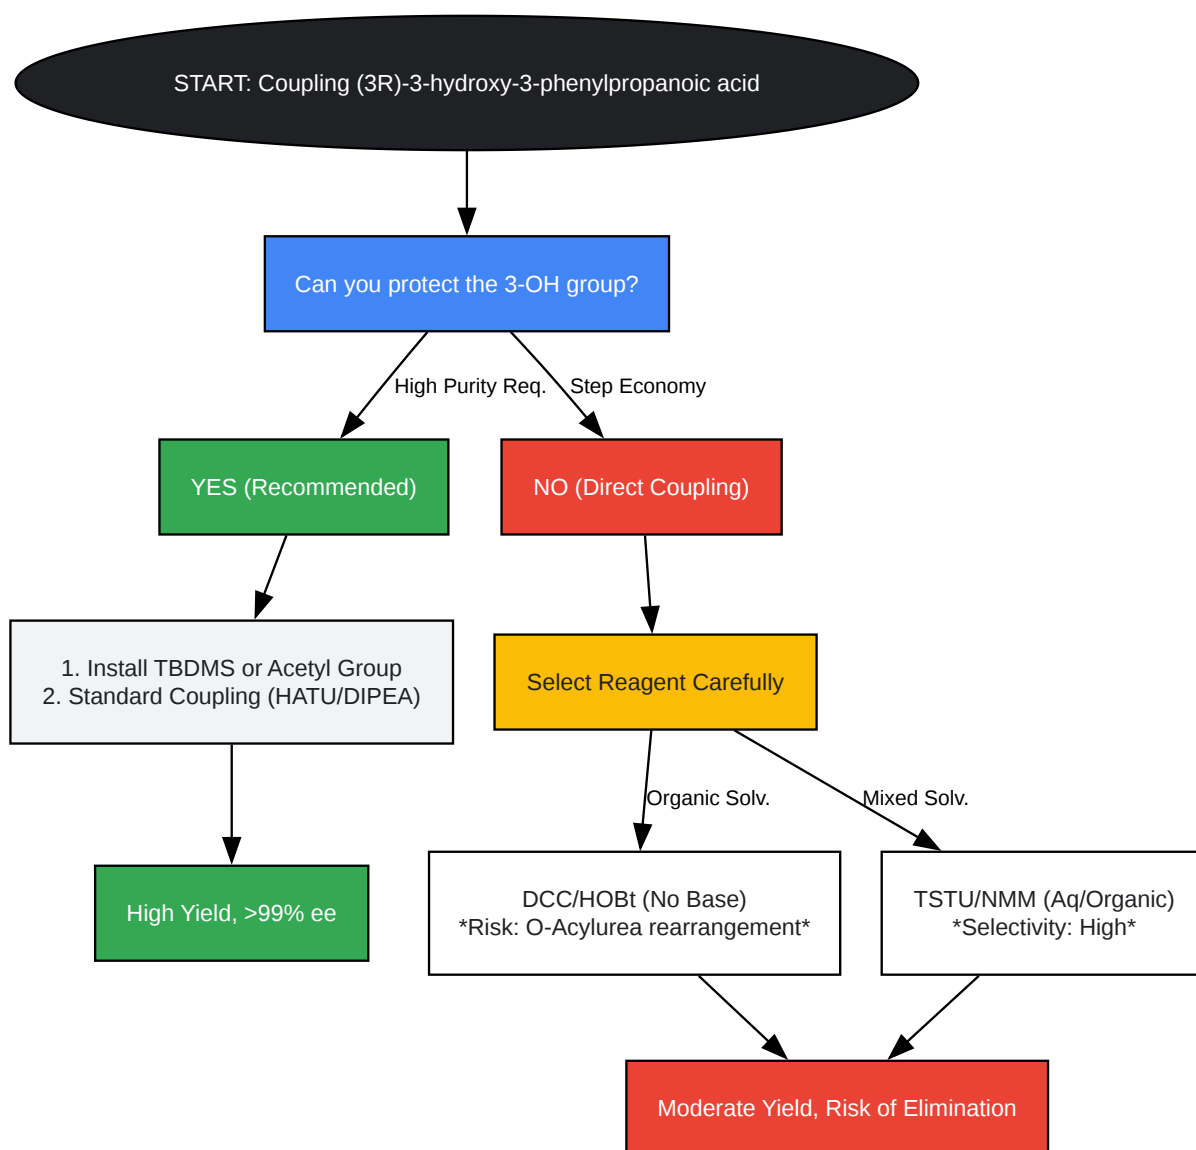 START: Coupling (3R)-3-hydroxy-3-phenylpropanoic acid
Can you protect the 3-OH group?
High Purity Req.
Step Economy
YES (Recommended)
NO (Direct Coupling)
1. Install TBDMS or Acetyl Group
2. Standard Coupling (HATU/DIPEA)
Select Reagent Carefully
Organic Solv.
Mixed Solv.
High Yield, >99% ee
DCC/HOBt (No Base)
*Risk: O-Acylurea rearrangement*
TSTU/NMM (Aq/Organic)
*Selectivity: High*
Moderate Yield, Risk of Elimination